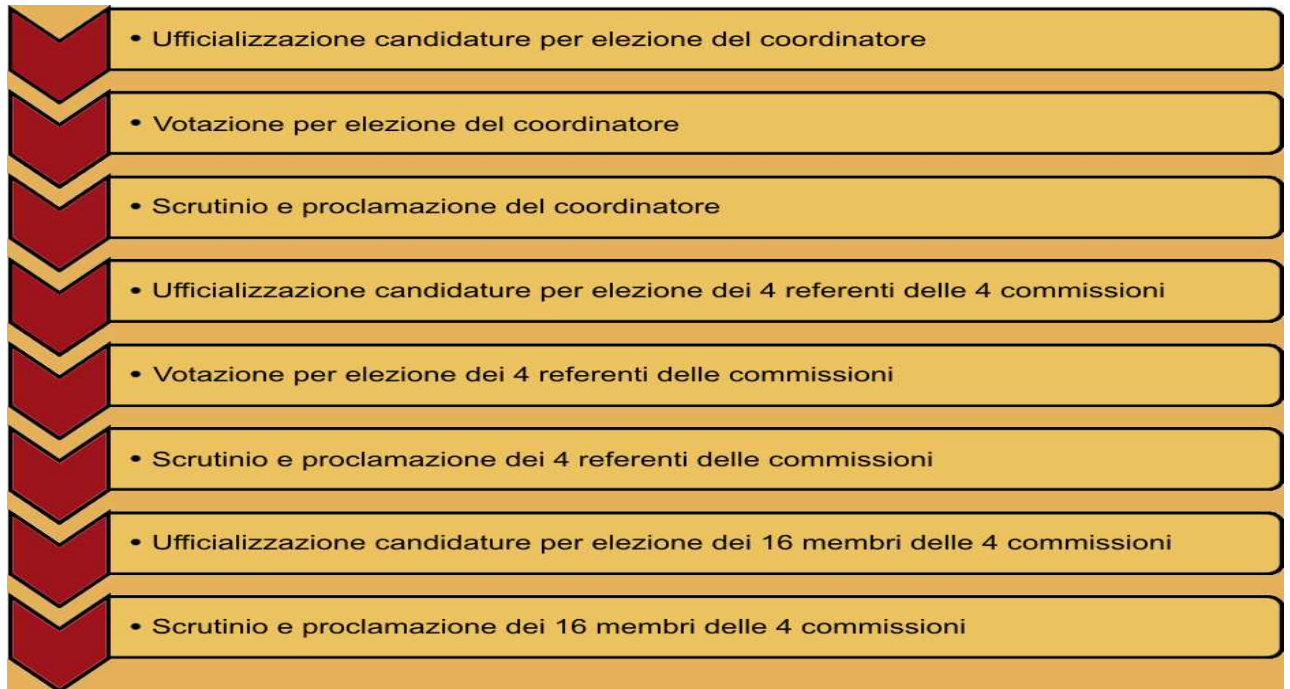 • Ufficializzazione candidature per elezione del coordinatore
• Votazione per elezione del coordinatore
• Scrutinio e proclamazione del coordinatore
• Ufficializzazione candidature per elezione dei 4 referenti delle 4 commissioni
• Votazione per elezione dei 4 referenti delle commissioni
• Scrutinio e proclamazione dei 4 referenti delle commissioni
• Ufficializzazione candidature per elezione dei 16 membri delle 4 commissioni
• Scrutinio e proclamazione dei 16 membri delle 4 commissioni